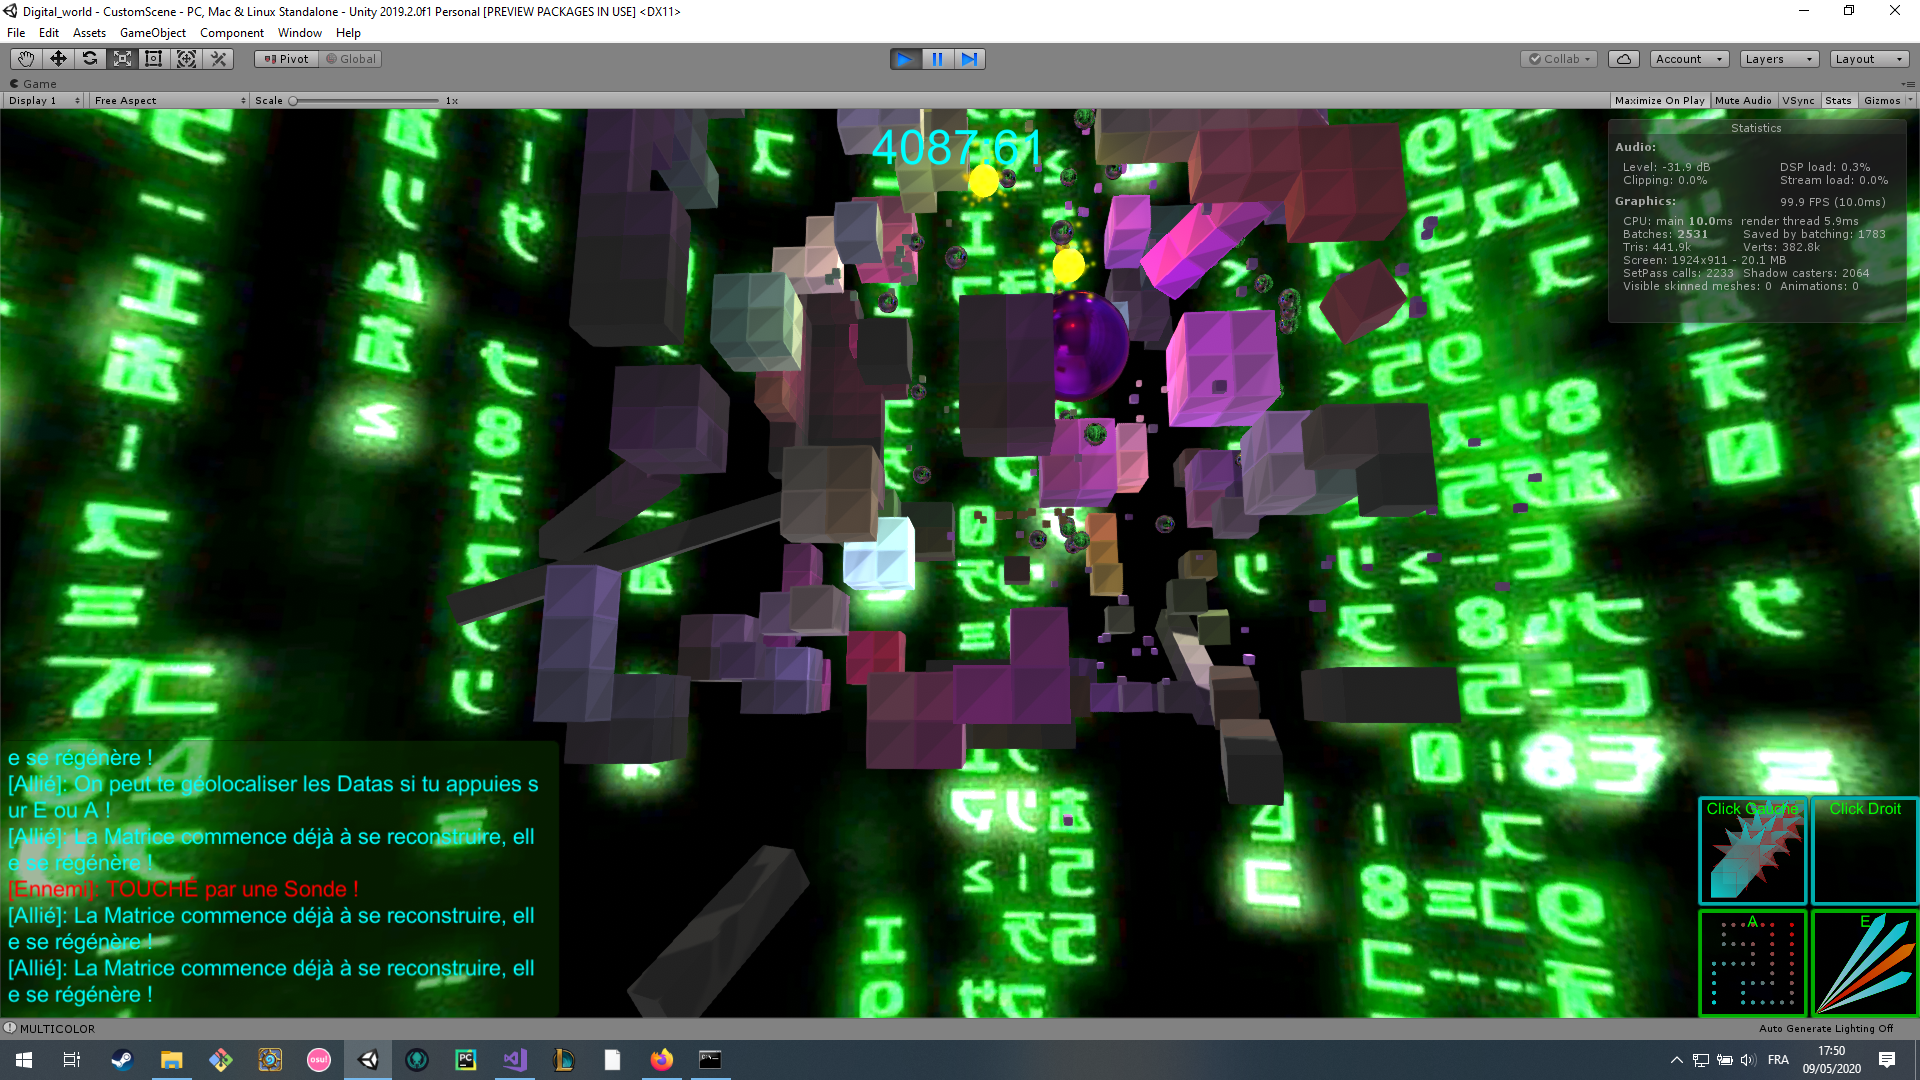 Digital_world - CustomScene - PC, Mac & Linux Standalone - Unity 2019.2.0f1 Personal [PREVIEW PACKAGES IN USE] <DX11>
File Edit Assets GameObject Component Window Help
Pivot Global Collab Account Layers Layout
Game
Display 1 Free Aspect Scale 1x Maximize On Play Mute Audio VSync Stats Gizmos
4087:61
Statistics
Audio:
Level: -31.9 dB DSP load: 0.3%
Clipping: 0.0% Stream load: 0.0%
Graphics: 99.9 FPS (10.0ms)
CPU: main 10.0ms render thread 5.9ms
Batches: 2531 Saved by batching: 1783
Tris: 441.9k Verts: 382.8k
Screen: 1924x911 - 20.1 MB
SetPass calls: 2233 Shadow casters: 2064
Visible skinned meshes: 0 Animations: 0
e se régénère !
[Allié]: On peut te géolocaliser les Datas si tu appuies s
ur E ou A !
[Allié]: La Matrice commence déjà à se reconstruire, ell
e se régénère !
[Ennemi]: TOUCHÉ par une Sonde !
[Allié]: La Matrice commence déjà à se reconstruire, ell
e se régénère !
[Allié]: La Matrice commence déjà à se reconstruire, ell
e se régénère !
Click Gauche Click Droit
A E
MULTICOLOR
Auto Generate Lighting Off
osu!
PC
FRA
17:50
09/05/2020